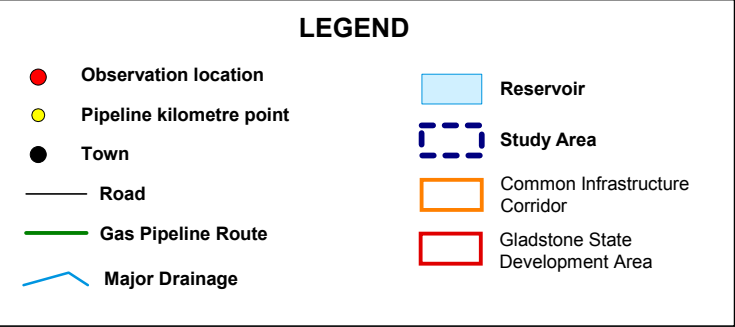 LEGEND
Observation location
Pipeline kilometre point
Town
Road
Gas Pipeline Route
Major Drainage
Reservoir
Study Area
Common Infrastructure
Corridor
Gladstone State
Development Area